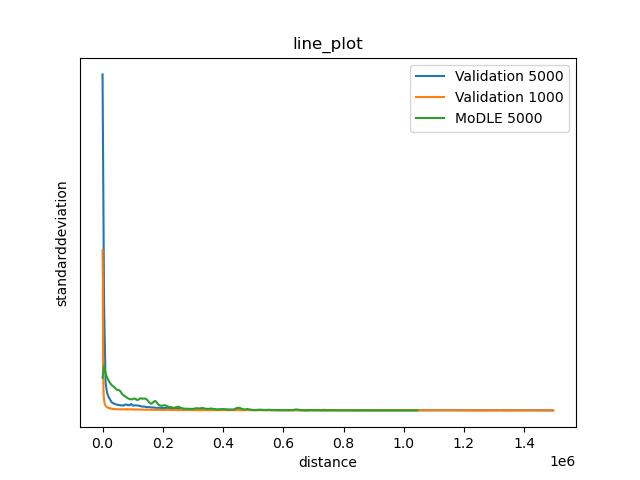 line_plot
Validation 5000
Validation 1000
MoDLE 5000
standarddeviation
0.0 0.2 0.4 0.6 0.8 1.0 1.2 1.4
1e6
distance